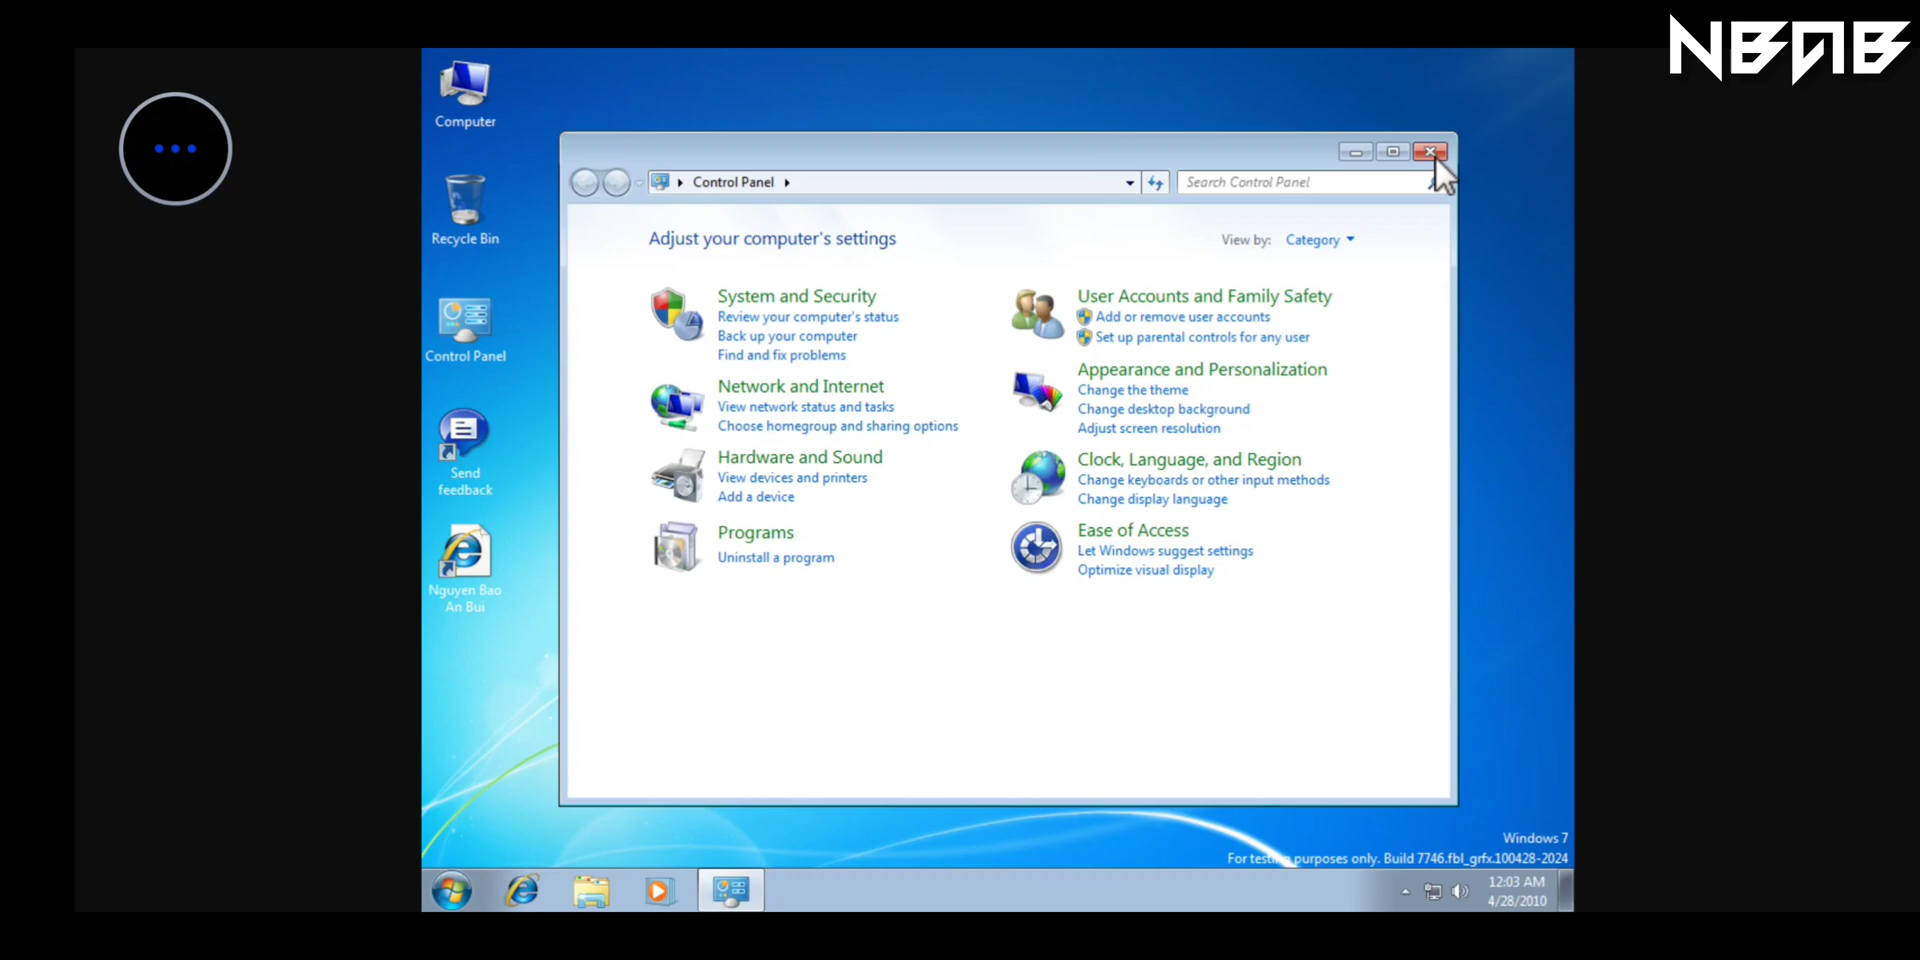 NBAB
Computer
Recycle Bin
Control Panel
Send
feedback
Nguyen Bao
An Bui
Control Panel
Search Control Panel
Adjust your computer's settings
View by: Category
System and Security
Review your computer's status
Back up your computer
Find and fix problems
Network and Internet
View network status and tasks
Choose homegroup and sharing options
Hardware and Sound
View devices and printers
Add a device
Programs
Uninstall a program
User Accounts and Family Safety
Add or remove user accounts
Set up parental controls for any user
Appearance and Personalization
Change the theme
Change desktop background
Adjust screen resolution
Clock, Language, and Region
Change keyboards or other input methods
Change display language
Ease of Access
Let Windows suggest settings
Optimize visual display
Windows 7
For testing purposes only. Build 7746.fbl_grfx.100428-2024
12:03 AM
4/28/2010